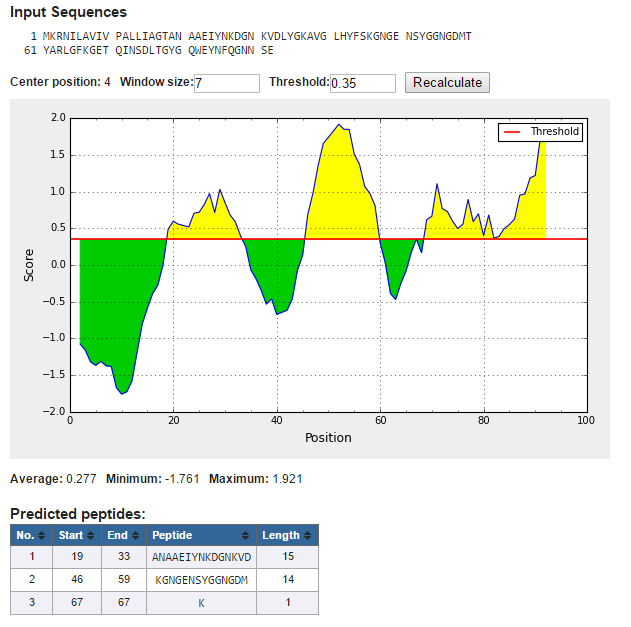 Input Sequences
1 MKRNILAVIV PALLIAGTAN AAEIYNKDGN KVDLYGKAVG LHYFSKGNGE NSYGGNGDMT
61 YARLGFKGET QINSDLTGYG QWEYNFQGNN SE
Center position: 4 Window size: 7 Threshold: 0.35 Recalculate
2.0
Threshold
1.5
1.0
0.5
0.0
−0.5
−1.0
−1.5
−2.0
Score
0 20 40 60 80 100
Position
Average: 0.277 Minimum: -1.761 Maximum: 1.921
Predicted peptides:
No. Start End Peptide Length
1 19 33 ANAAEIYNKDGNKVD 15
2 46 59 KGNGENSYGGNGDM 14
3 67 67 K 1